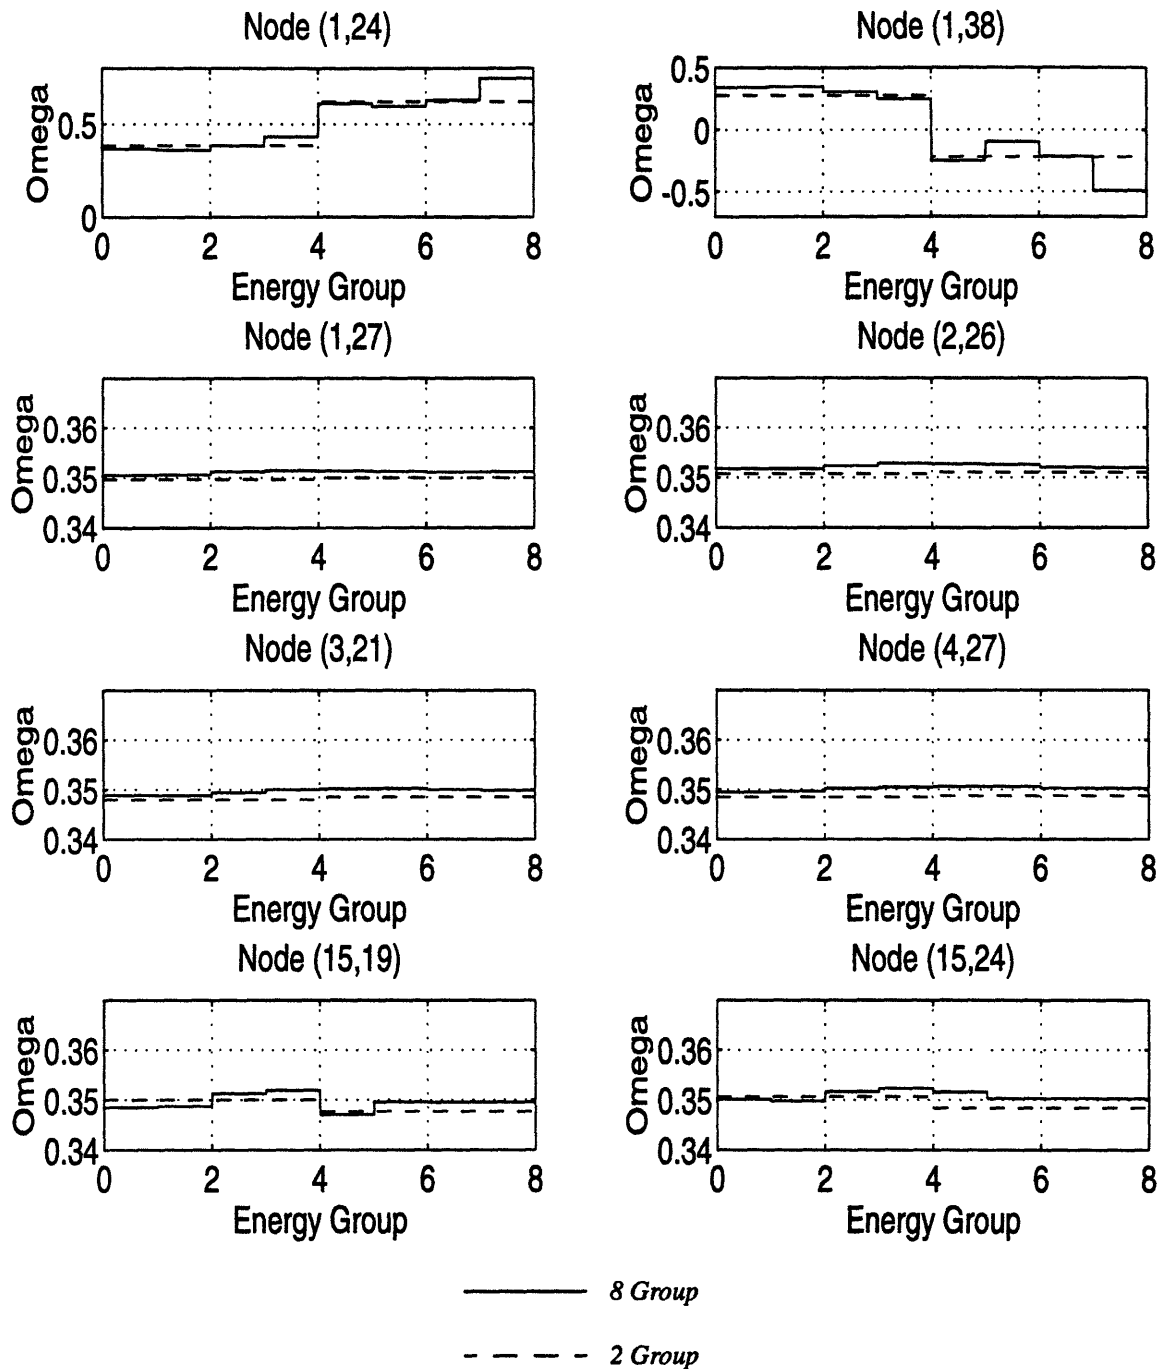 Node (1,24)
Omega
0.5
0
0 2 4 6 8
Energy Group
Node (1,38)
Omega
0.5
0
-0.5
0 2 4 6 8
Energy Group
Node (1,27)
Omega
0.36
0.35
0.34
0 2 4 6 8
Energy Group
Node (2,26)
Omega
0.36
0.35
0.34
0 2 4 6 8
Energy Group
Node (3,21)
Omega
0.36
0.35
0.34
0 2 4 6 8
Energy Group
Node (4,27)
Omega
0.36
0.35
0.34
0 2 4 6 8
Energy Group
Node (15,19)
Omega
0.36
0.35
0.34
0 2 4 6 8
Energy Group
Node (15,24)
Omega
0.36
0.35
0.34
0 2 4 6 8
Energy Group
8 Group
2 Group